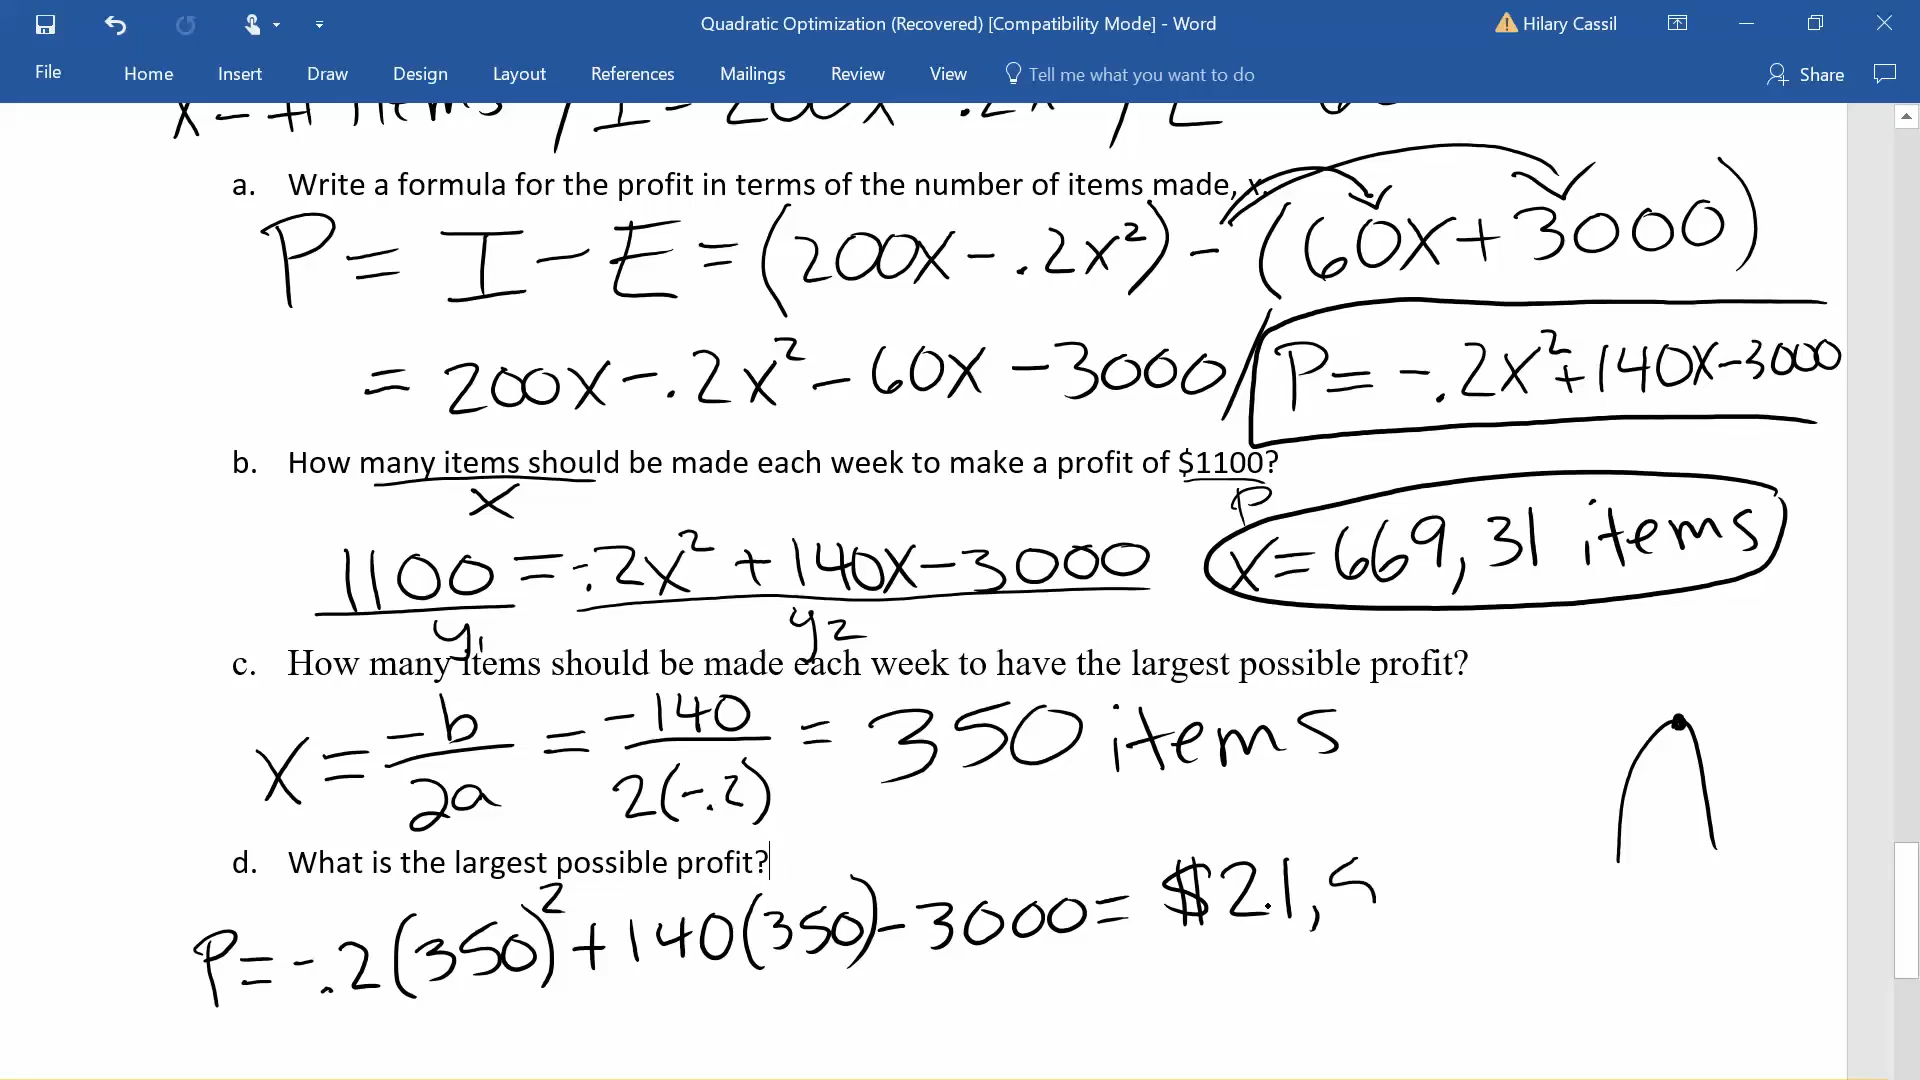 Quadratic Optimization (Recovered) [Compatibility Mode] - Word
Hilary Cassil
File Home Insert Draw Design Layout References Mailings Review View Tell me what you want to do Share
x = # items / I = 200x - .2x² / E = 60
a. Write a formula for the profit in terms of the number of items made, x.
P = I - E = (200x - .2x²) - (60x + 3000)
= 200x - .2x² - 60x - 3000 / P = -.2x² + 140x - 3000
b. How many items should be made each week to make a profit of $1100?
x P
1100 = -.2x² + 140x - 3000 x = 669, 31 items
y₁ y₂
c. How many items should be made each week to have the largest possible profit?
x = -b/2a = -140/2(-.2) = 350 items
d. What is the largest possible profit?
P = -.2(350)² + 140(350) - 3000 = $21,